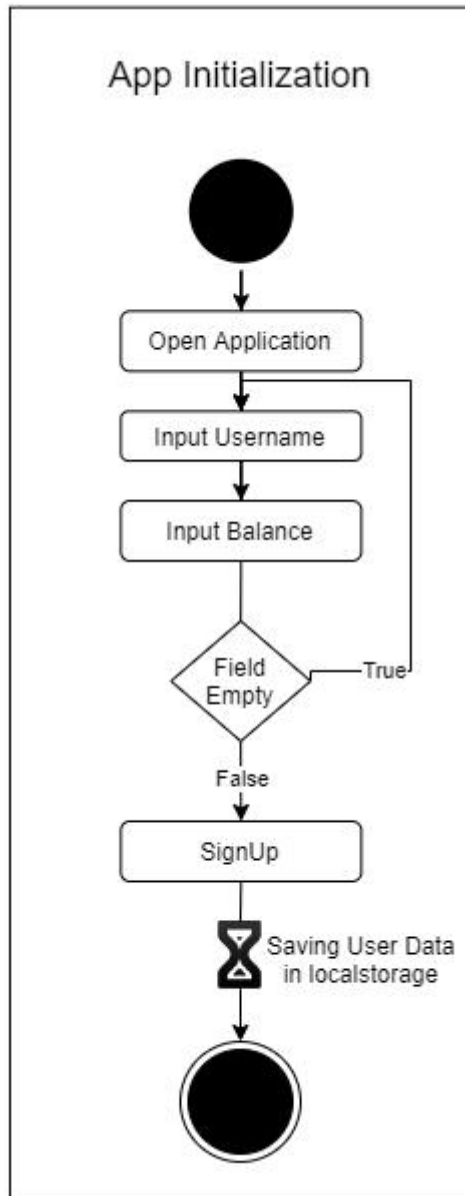 App Initialization
Open Application
Input Username
Input Balance
Field
Empty
True
False
SignUp
Saving User Data
in localstorage